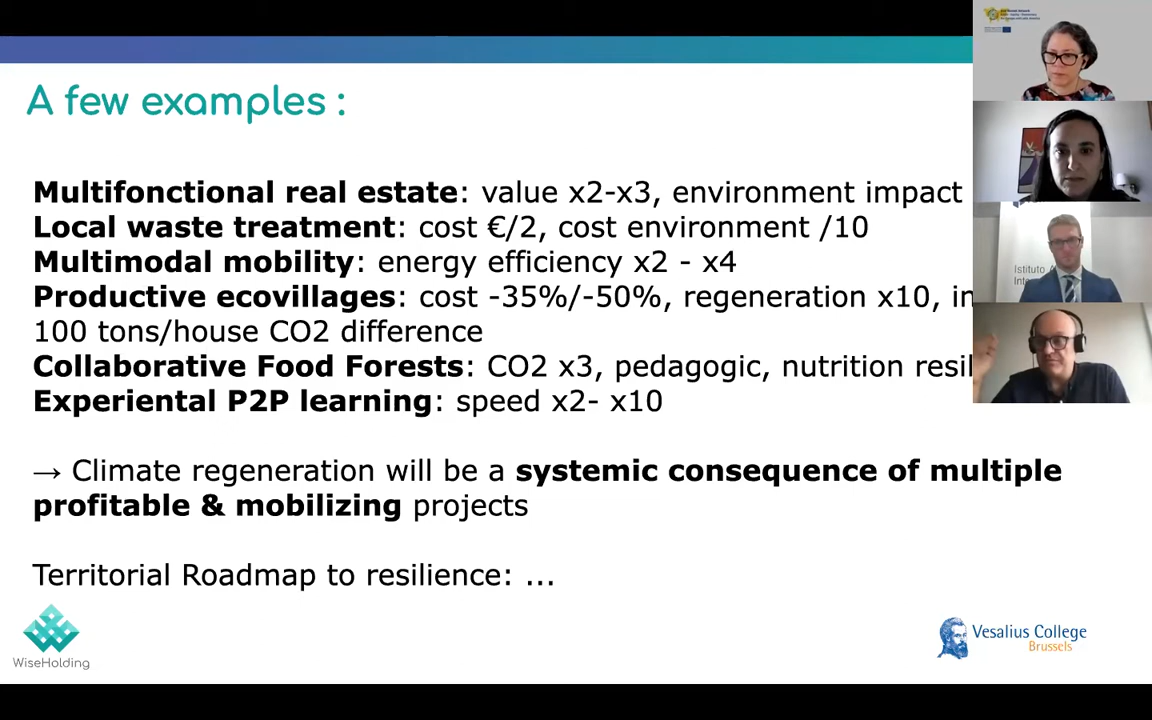 A few examples :
Multifonctional real estate: value x2-x3, environment impact
Local waste treatment: cost €/2, cost environment /10
Multimodal mobility: energy efficiency x2 - x4
Productive ecovillages: cost -35%/-50%, regeneration x10, in
100 tons/house CO2 difference
Collaborative Food Forests: CO2 x3, pedagogic, nutrition resil
Experiental P2P learning: speed x2- x10
→ Climate regeneration will be a systemic consequence of multiple
profitable & mobilizing projects
Territorial Roadmap to resilience: ...
WiseHolding
Vesalius College
Brussels
Istituto